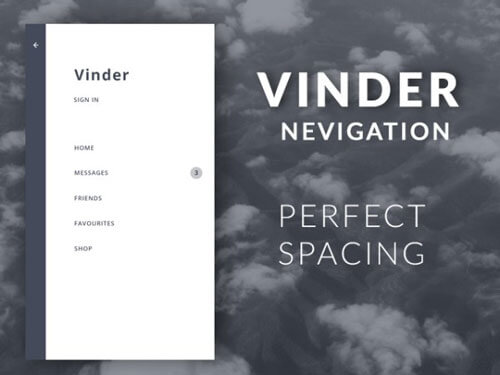 Vinder
SIGN IN
HOME
MESSAGES 3
FRIENDS
FAVOURITES
SHOP
VINDER
NEVIGATION
PERFECT
SPACING